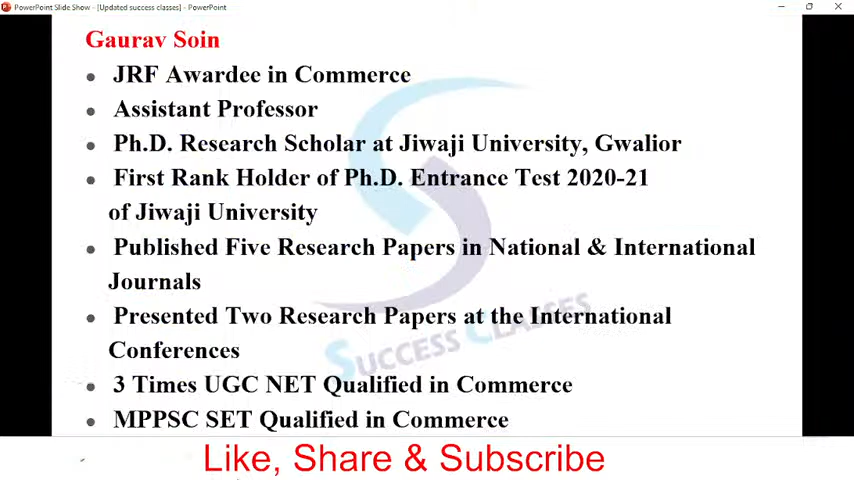 PowerPoint Slide Show - [Updated success classes] - PowerPoint
Gaurav Soin
JRF Awardee in Commerce
Assistant Professor
Ph.D. Research Scholar at Jiwaji University, Gwalior
First Rank Holder of Ph.D. Entrance Test 2020-21
of Jiwaji University
Published Five Research Papers in National & International
Journals
Presented Two Research Papers at the International
Conferences
SUCCESS CLASSES
3 Times UGC NET Qualified in Commerce
MPPSC SET Qualified in Commerce
Like, Share & Subscribe